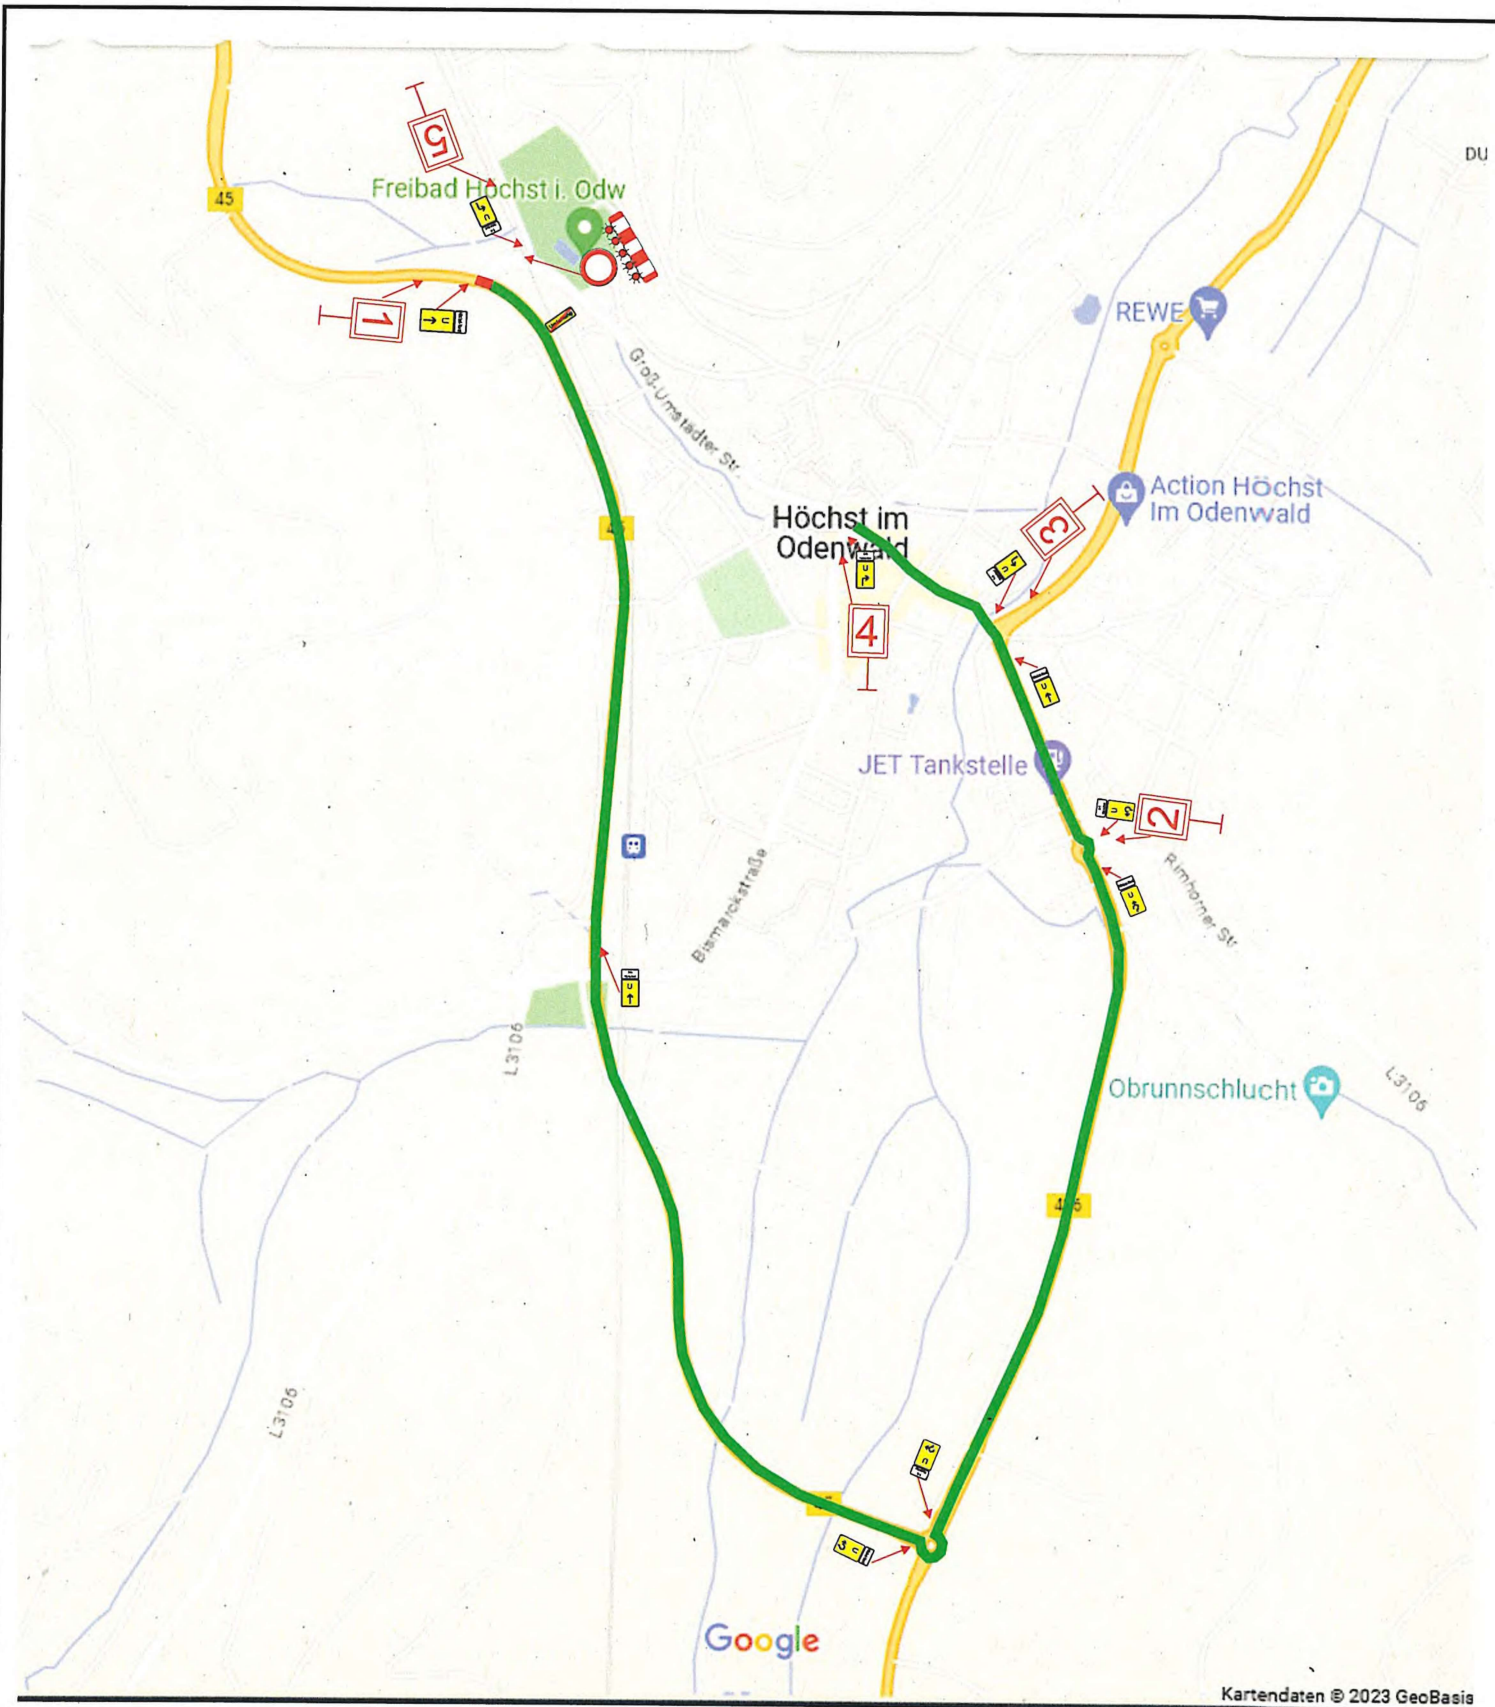 DU
5
Freibad Höchst i. Odw
45
1
REWE
Groß-Umstädter Str.
Action Höchst
Im Odenwald
3
Höchst im
Odenwald
45
U
4
U
JET Tankstelle
2
Bismarckstraße
Rimhorner Str
U
L3106
Obrunnschlucht
L3106
L3106
Google
Kartendaten © 2023 GeoBasis